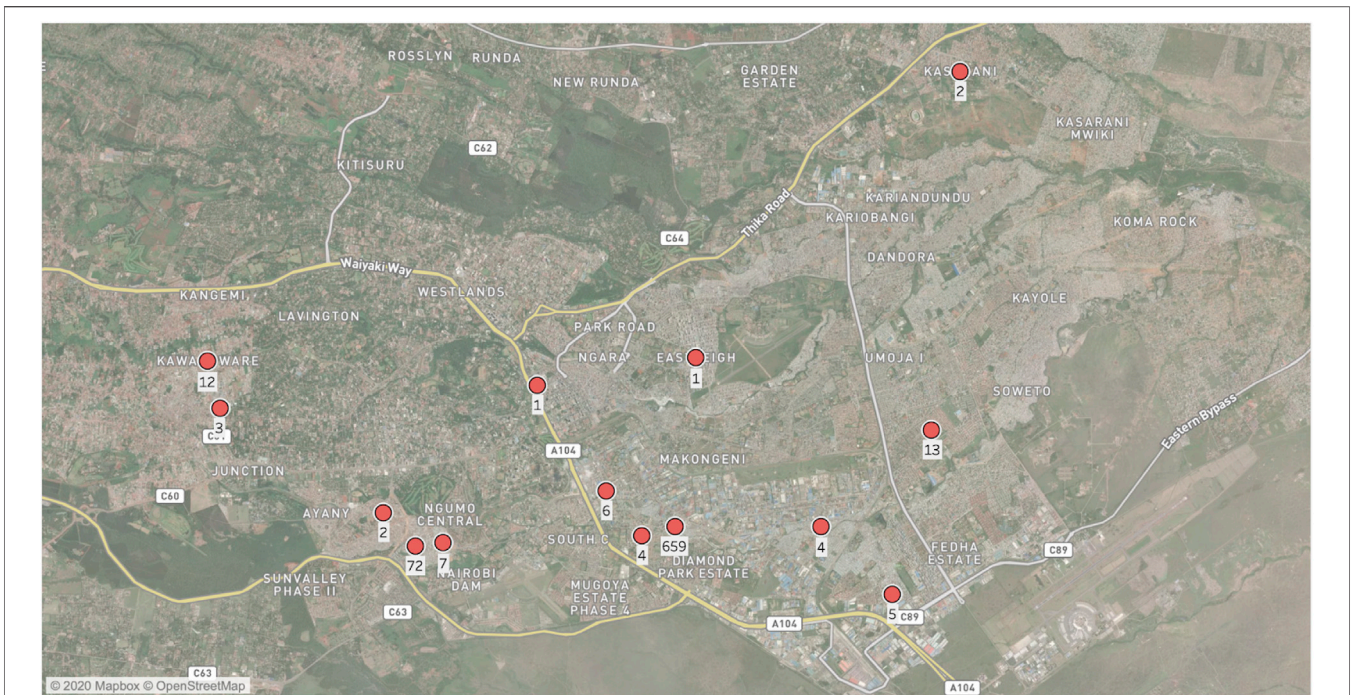 ROSSLYN
RUNDA
NEW RUNDA
GARDEN
ESTATE
2
KASARANI
MWIKI
C62
KITISURU
KARIANDUNDU
KARIOBANGI
KOMA ROCK
Thika Road
C64
DANDORA
Waiyaki Way
WESTLANDS
KANGEMI
KAYOLE
LAVINGTON
PARK ROAD
NGARA
UMOJA I
12
1
1
SOWETO
3
Eastern Bypass
13
A104
MAKONGENI
JUNCTION
C60
6
AYANY
NGUMO
CENTRAL
2
SOUTH C
4
659
4
FEDHA
ESTATE
C89
72
7
DIAMOND
PARK ESTATE
NAIROBI
DAM
SUNVALLEY
PHASE II
MUGOYA
ESTATE
PHASE 4
C63
5
C89
A104
C63
A104
© 2020 Mapbox © OpenStreetMap